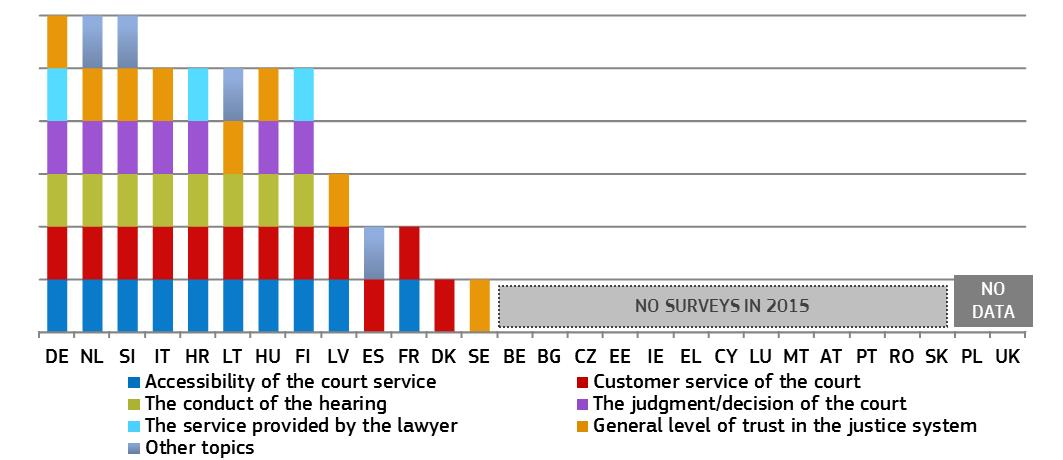 NO SURVEYS IN 2015
NO
DATA
DE NL SI IT HR LT HU FI LV ES FR DK SE BE BG CZ EE IE EL CY LU MT AT PT RO SK PL UK
Accessibility of the court service
Customer service of the court
The conduct of the hearing
The judgment/decision of the court
The service provided by the lawyer
General level of trust in the justice system
Other topics